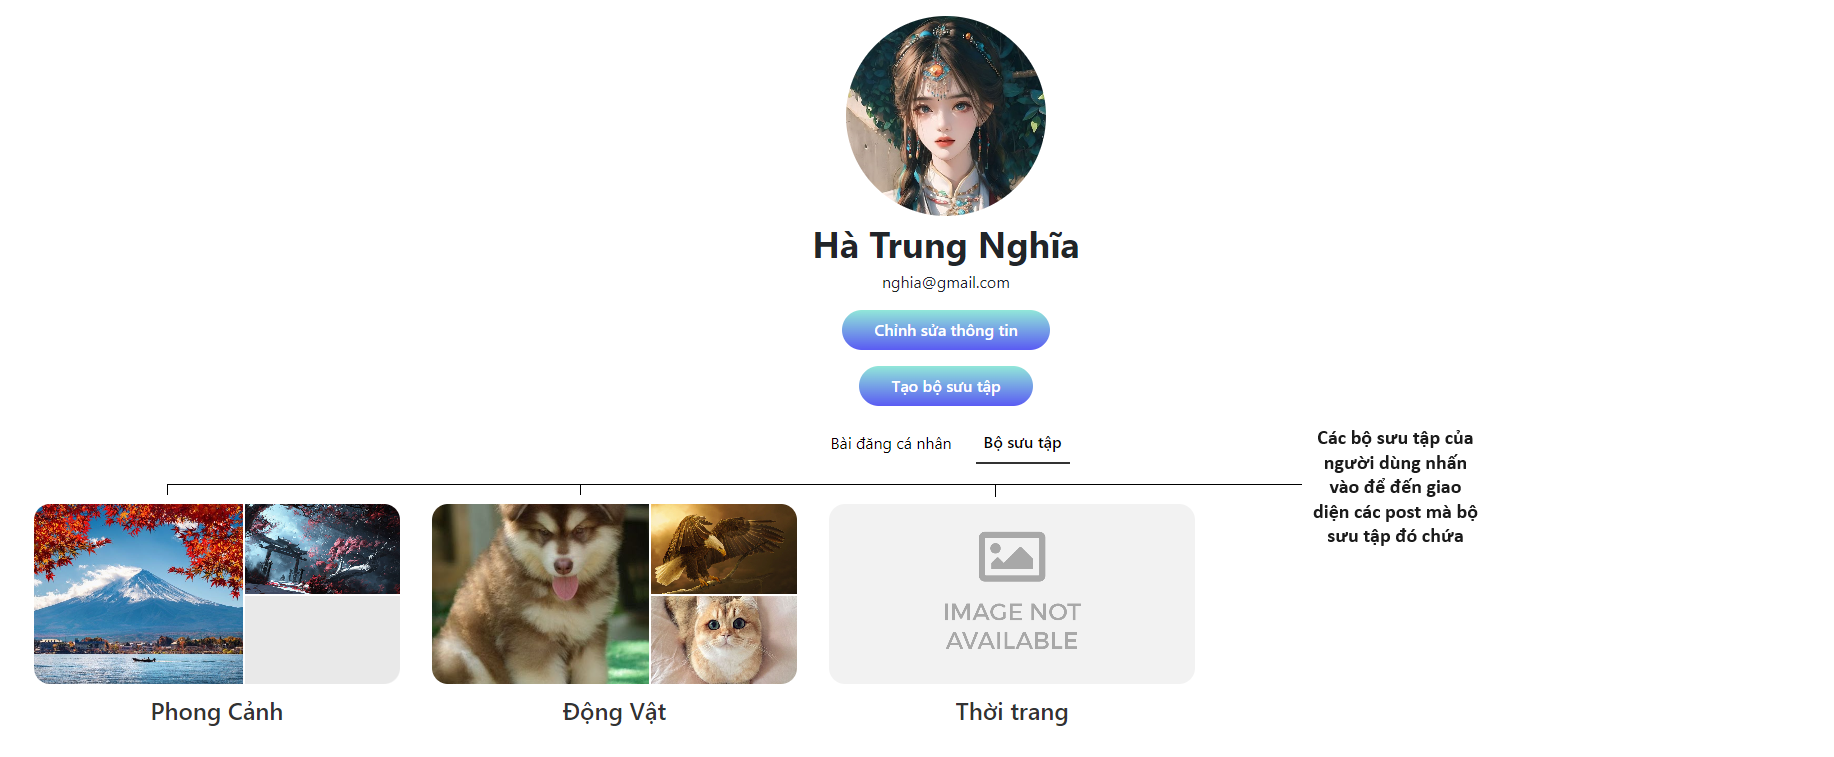 Hà Trung Nghĩa
nghia@gmail.com
Chỉnh sửa thông tin
Tạo bộ sưu tập
Bài đăng cá nhân
Bộ sưu tập
Các bộ sưu tập của
người dùng nhấn
vào để đến giao
diện các post mà bộ
sưu tập đó chứa
IMAGE NOT
AVAILABLE
Phong Cảnh
Động Vật
Thời trang